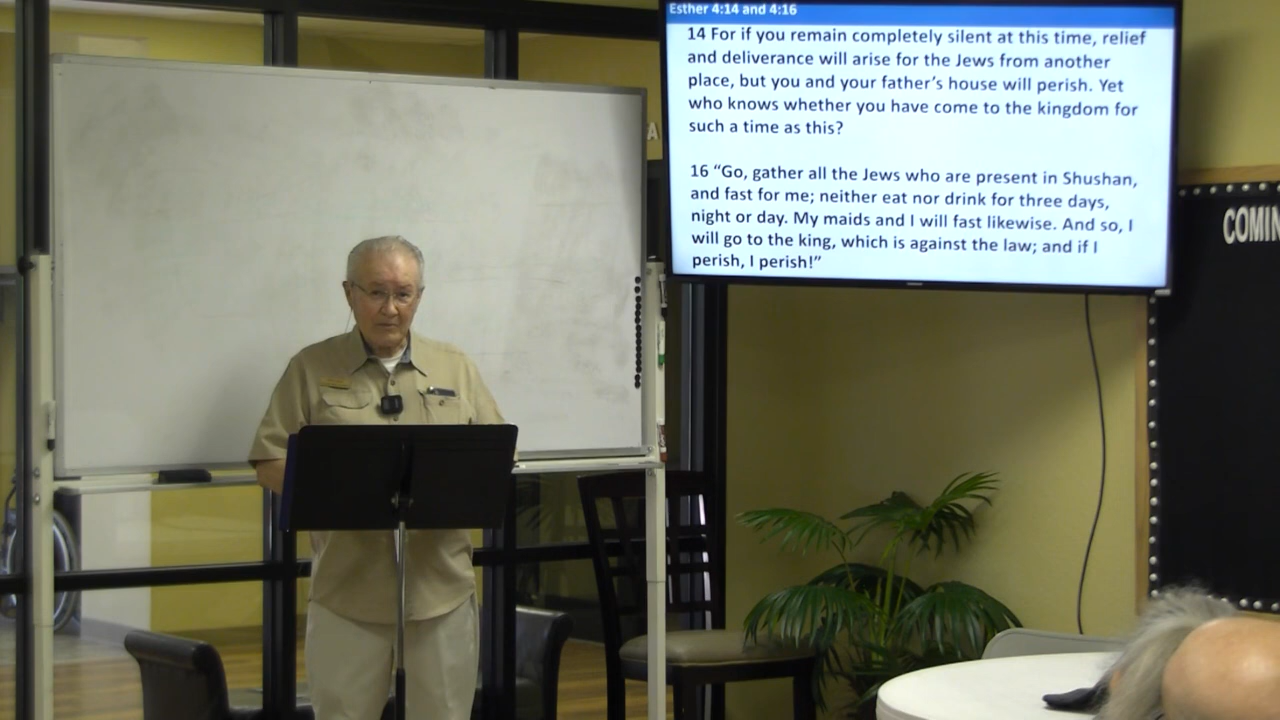 Esther 4:14 and 4:16
14 For if you remain completely silent at this time, relief
and deliverance will arise for the Jews from another
place, but you and your father's house will perish. Yet
who knows whether you have come to the kingdom for
such a time as this?
16 “Go, gather all the Jews who are present in Shushan,
and fast for me; neither eat nor drink for three days,
night or day. My maids and I will fast likewise. And so, I
will go to the king, which is against the law; and if I
perish, I perish!”
COMIN
A